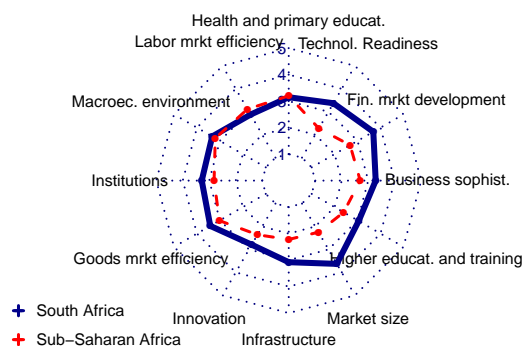 Health and primary educat.
Labor mrkt efficiency
Technol. Readiness
5
4
3
2
1
Macroec. environment
Fin. mrkt development
Institutions
Business sophist.
Goods mrkt efficiency
Higher educat. and training
Innovation
Market size
Infrastructure
South Africa
Sub−Saharan Africa